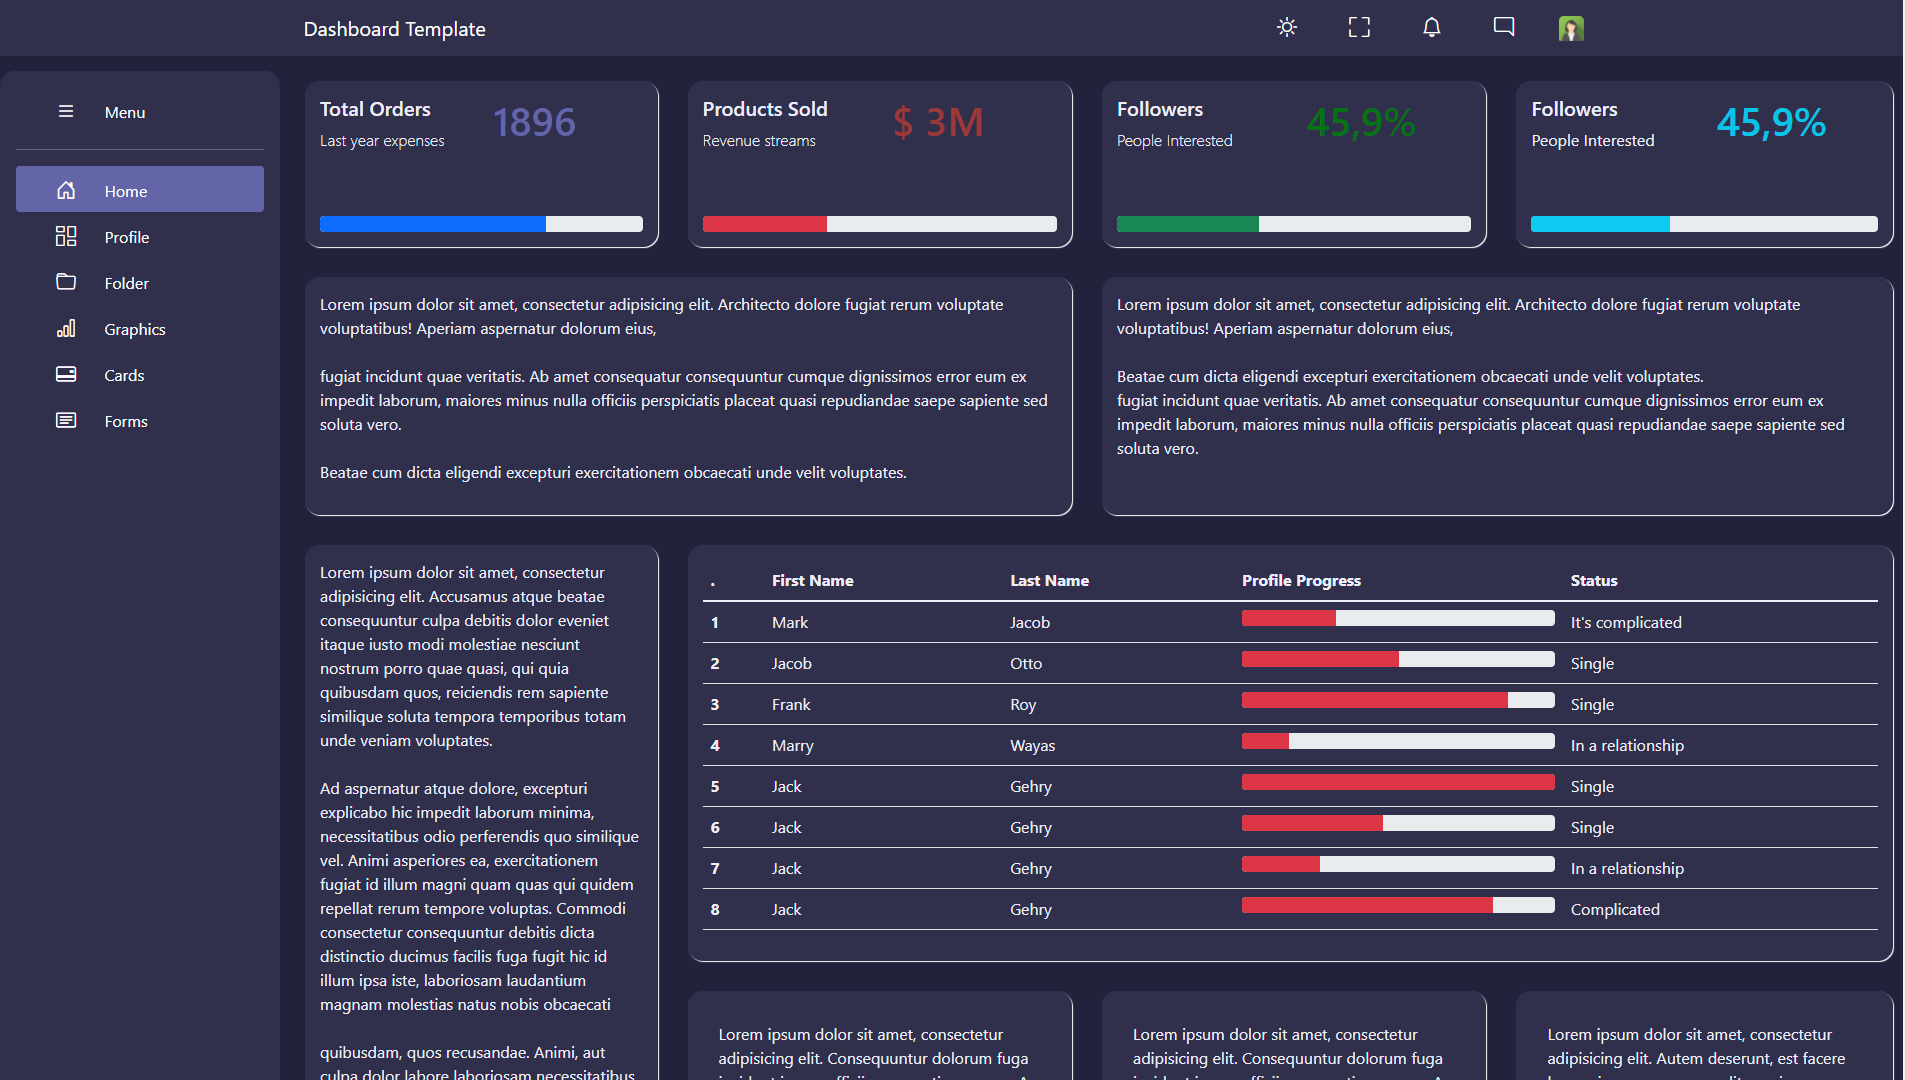 Dashboard Template
Menu
Home
Profile
Folder
Graphics
Cards
Forms
Total Orders
Last year expenses
1896
Products Sold
Revenue streams
$ 3M
Followers
People Interested
45,9%
Followers
People Interested
45,9%
Lorem ipsum dolor sit amet, consectetur adipisicing elit. Architecto dolore fugiat rerum voluptate
voluptatibus! Aperiam aspernatur dolorum eius,
fugiat incidunt quae veritatis. Ab amet consequatur consequuntur cumque dignissimos error eum ex
impedit laborum, maiores minus nulla officiis perspiciatis placeat quasi repudiandae saepe sapiente sed
soluta vero.
Beatae cum dicta eligendi excepturi exercitationem obcaecati unde velit voluptates.
Lorem ipsum dolor sit amet, consectetur adipisicing elit. Architecto dolore fugiat rerum voluptate
voluptatibus! Aperiam aspernatur dolorum eius,
Beatae cum dicta eligendi excepturi exercitationem obcaecati unde velit voluptates.
fugiat incidunt quae veritatis. Ab amet consequatur consequuntur cumque dignissimos error eum ex
impedit laborum, maiores minus nulla officiis perspiciatis placeat quasi repudiandae saepe sapiente sed
soluta vero.
Lorem ipsum dolor sit amet, consectetur
adipisicing elit. Accusamus atque beatae
consequuntur culpa debitis dolor eveniet
itaque iusto modi molestiae nesciunt
nostrum porro quae quasi, qui quia
quibusdam quos, reiciendis rem sapiente
similique soluta tempora temporibus totam
unde veniam voluptates.
Ad aspernatur atque dolore, excepturi
explicabo hic impedit laborum minima,
necessitatibus odio perferendis quo similique
vel. Animi asperiores ea, exercitationem
fugiat id illum magni quam quas qui quidem
repellat rerum tempore voluptas. Commodi
consectetur consequuntur debitis dicta
distinctio ducimus facilis fuga fugit hic id
illum ipsa iste, laboriosam laudantium
magnam molestias natus nobis obcaecati
quibusdam, quos recusandae. Animi, aut
culpa dolor labore laboriosam necessitatibus
. First Name Last Name Profile Progress Status
1 Mark Jacob It's complicated
2 Jacob Otto Single
3 Frank Roy Single
4 Marry Wayas In a relationship
5 Jack Gehry Single
6 Jack Gehry Single
7 Jack Gehry In a relationship
8 Jack Gehry Complicated
Lorem ipsum dolor sit amet, consectetur
adipisicing elit. Consequuntur dolorum fuga
Lorem ipsum dolor sit amet, consectetur
adipisicing elit. Consequuntur dolorum fuga
Lorem ipsum dolor sit amet, consectetur
adipisicing elit. Autem deserunt, est facere